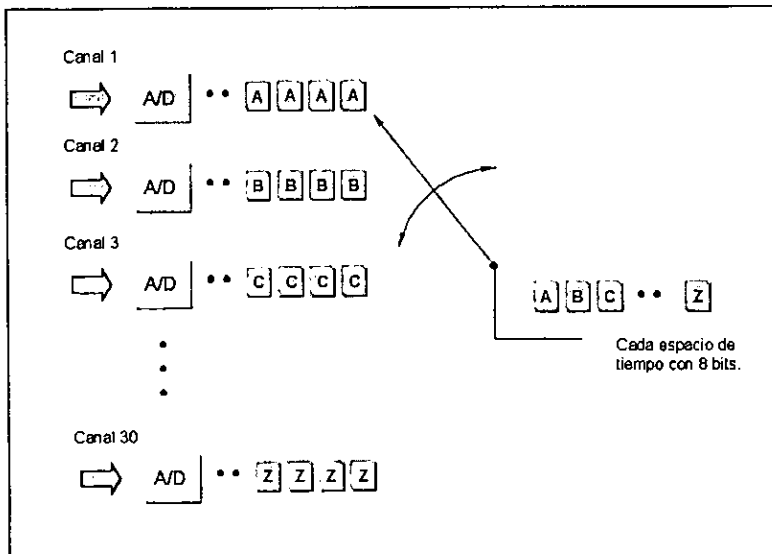 Canal 1
A/D •• A A A A
Canal 2
A/D •• B B B B
Canal 3
A/D •• C C C C
A B C •• Z
Cada espacio de
tiempo con 8 bits.
Canal 30
A/D •• Z Z Z Z